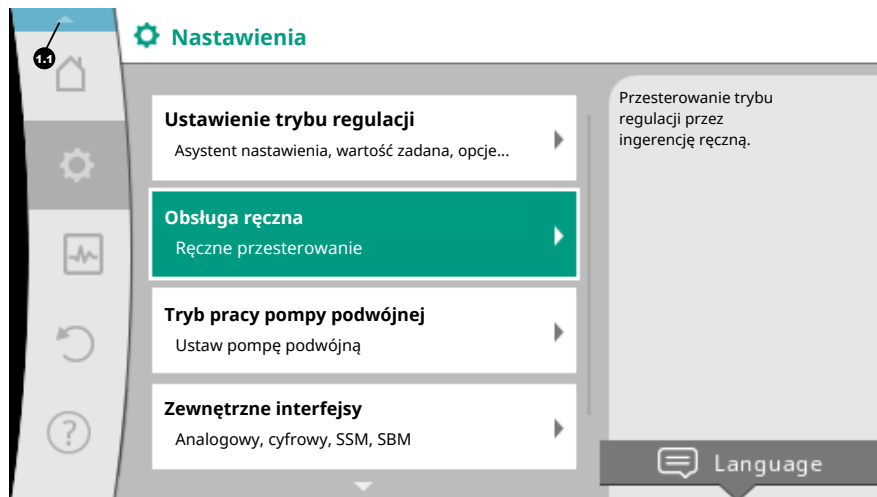 1.1
Nastawienia
Ustawienie trybu regulacji
Asystent nastawienia, wartość zadana, opcje...
Obsługa ręczna
Ręczne przesterowanie
Tryb pracy pompy podwójnej
Ustaw pompę podwójną
Zewnętrzne interfejsy
Analogowy, cyfrowy, SSM, SBM
Przesterowanie trybu
regulacji przez
ingerencję ręczną.
Language